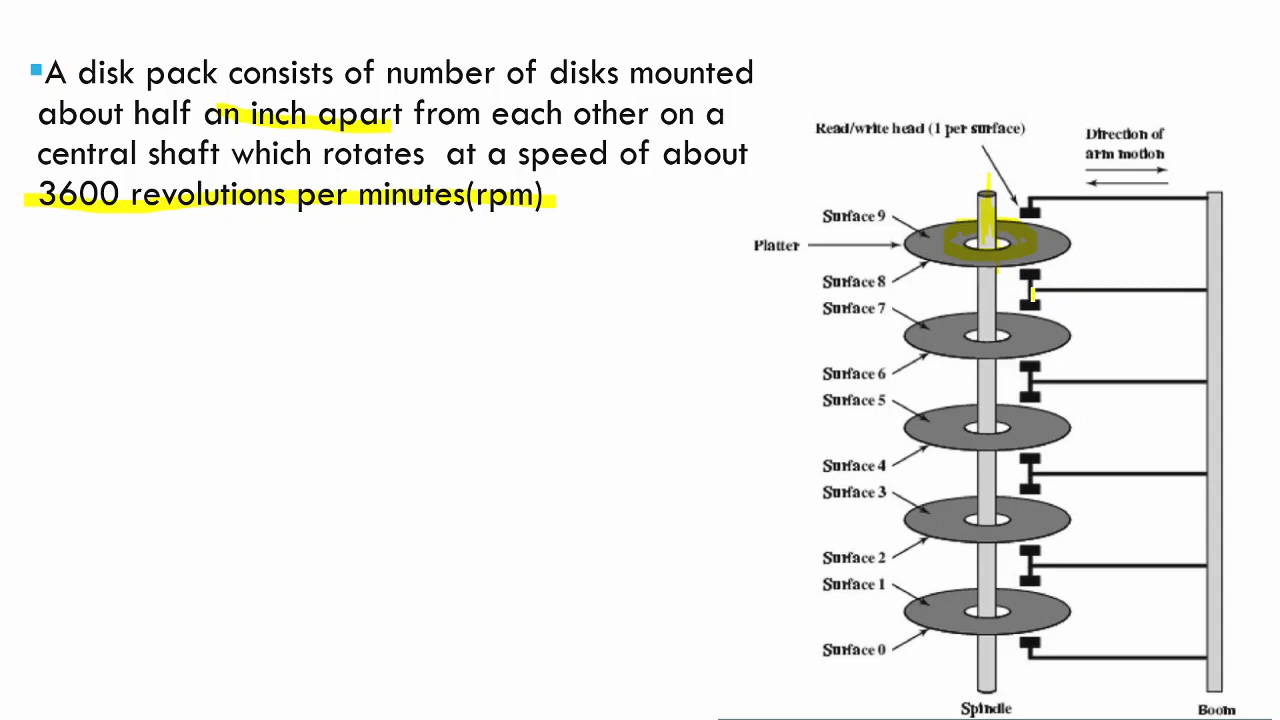 ▪A disk pack consists of number of disks mounted
about half an inch apart from each other on a
central shaft which rotates at a speed of about
3600 revolutions per minutes(rpm)
Read/write head (1 per surface)
Direction of
arm motion
Surface 9
Platter
Surface 8
Surface 7
Surface 6
Surface 5
Surface 4
Surface 3
Surface 2
Surface 1
Surface 0
Spindle
Boom